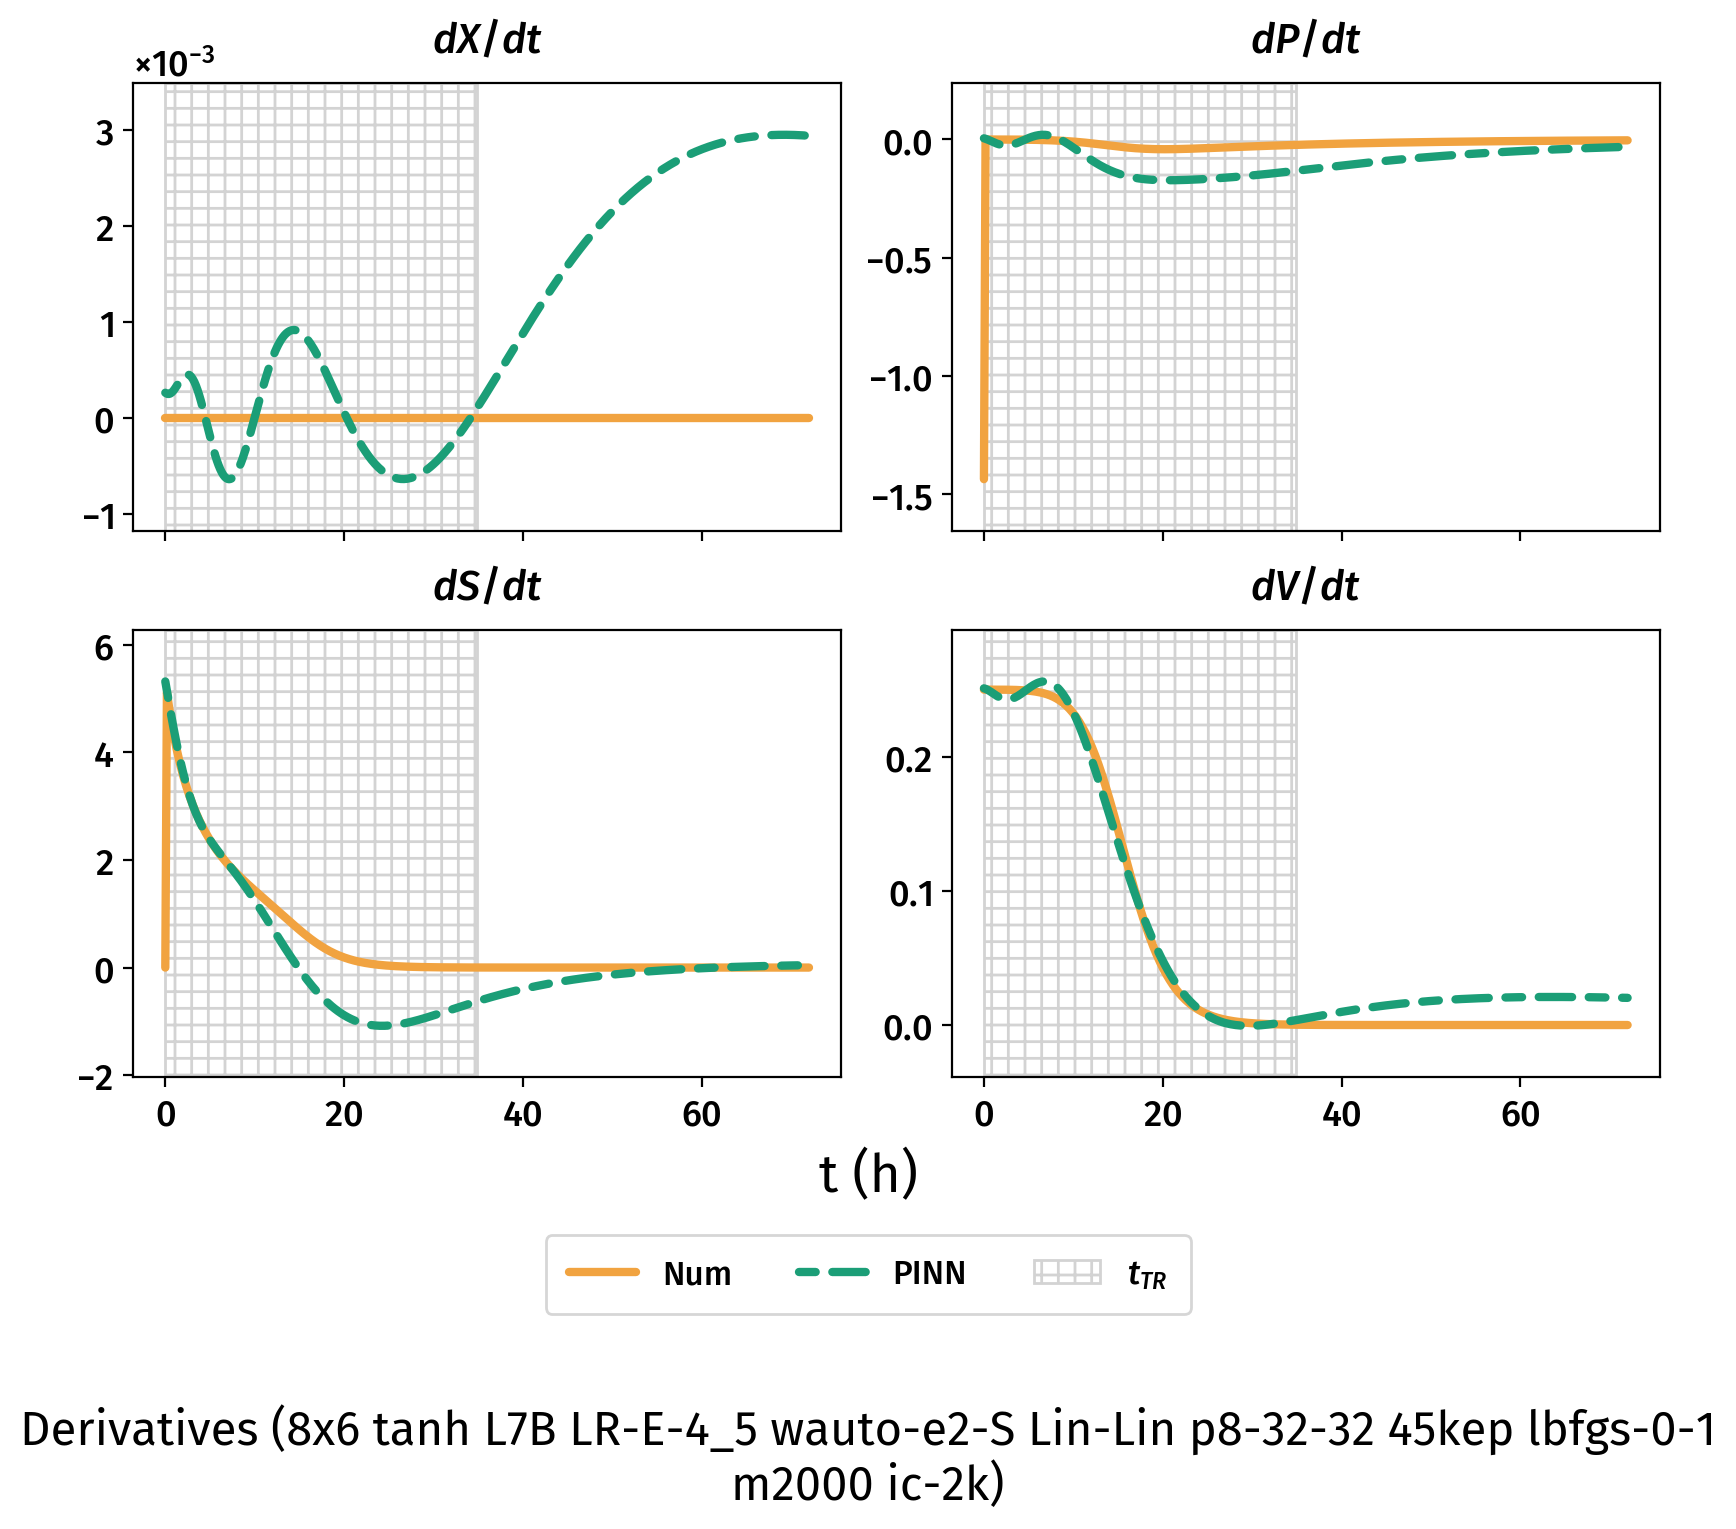 dX/dt
×10⁻³
3
2
1
0
−1
dP/dt
0.0
−0.5
−1.0
−1.5
dS/dt
6
4
2
0
−2
0 20 40 60
dV/dt
0.2
0.1
0.0
0 20 40 60
t (h)
Num PINN t_TR
Derivatives (8x6 tanh L7B LR-E-4_5 wauto-e2-S Lin-Lin p8-32-32 45kep lbfgs-0-1
m2000 ic-2k)